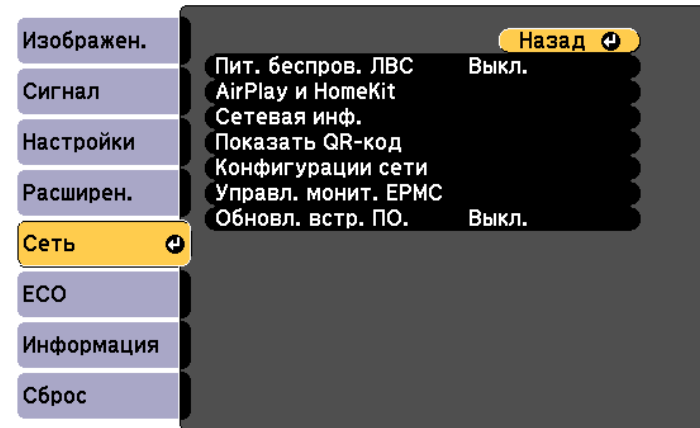 Изображен.
Сигнал
Настройки
Расширен.
Сеть
ECO
Информация
Сброс
Назад
Пит. беспров. ЛВС Выкл.
AirPlay и HomeKit
Сетевая инф.
Показать QR-код
Конфигурации сети
Управл. монит. EPMC
Обновл. встр. ПО. Выкл.